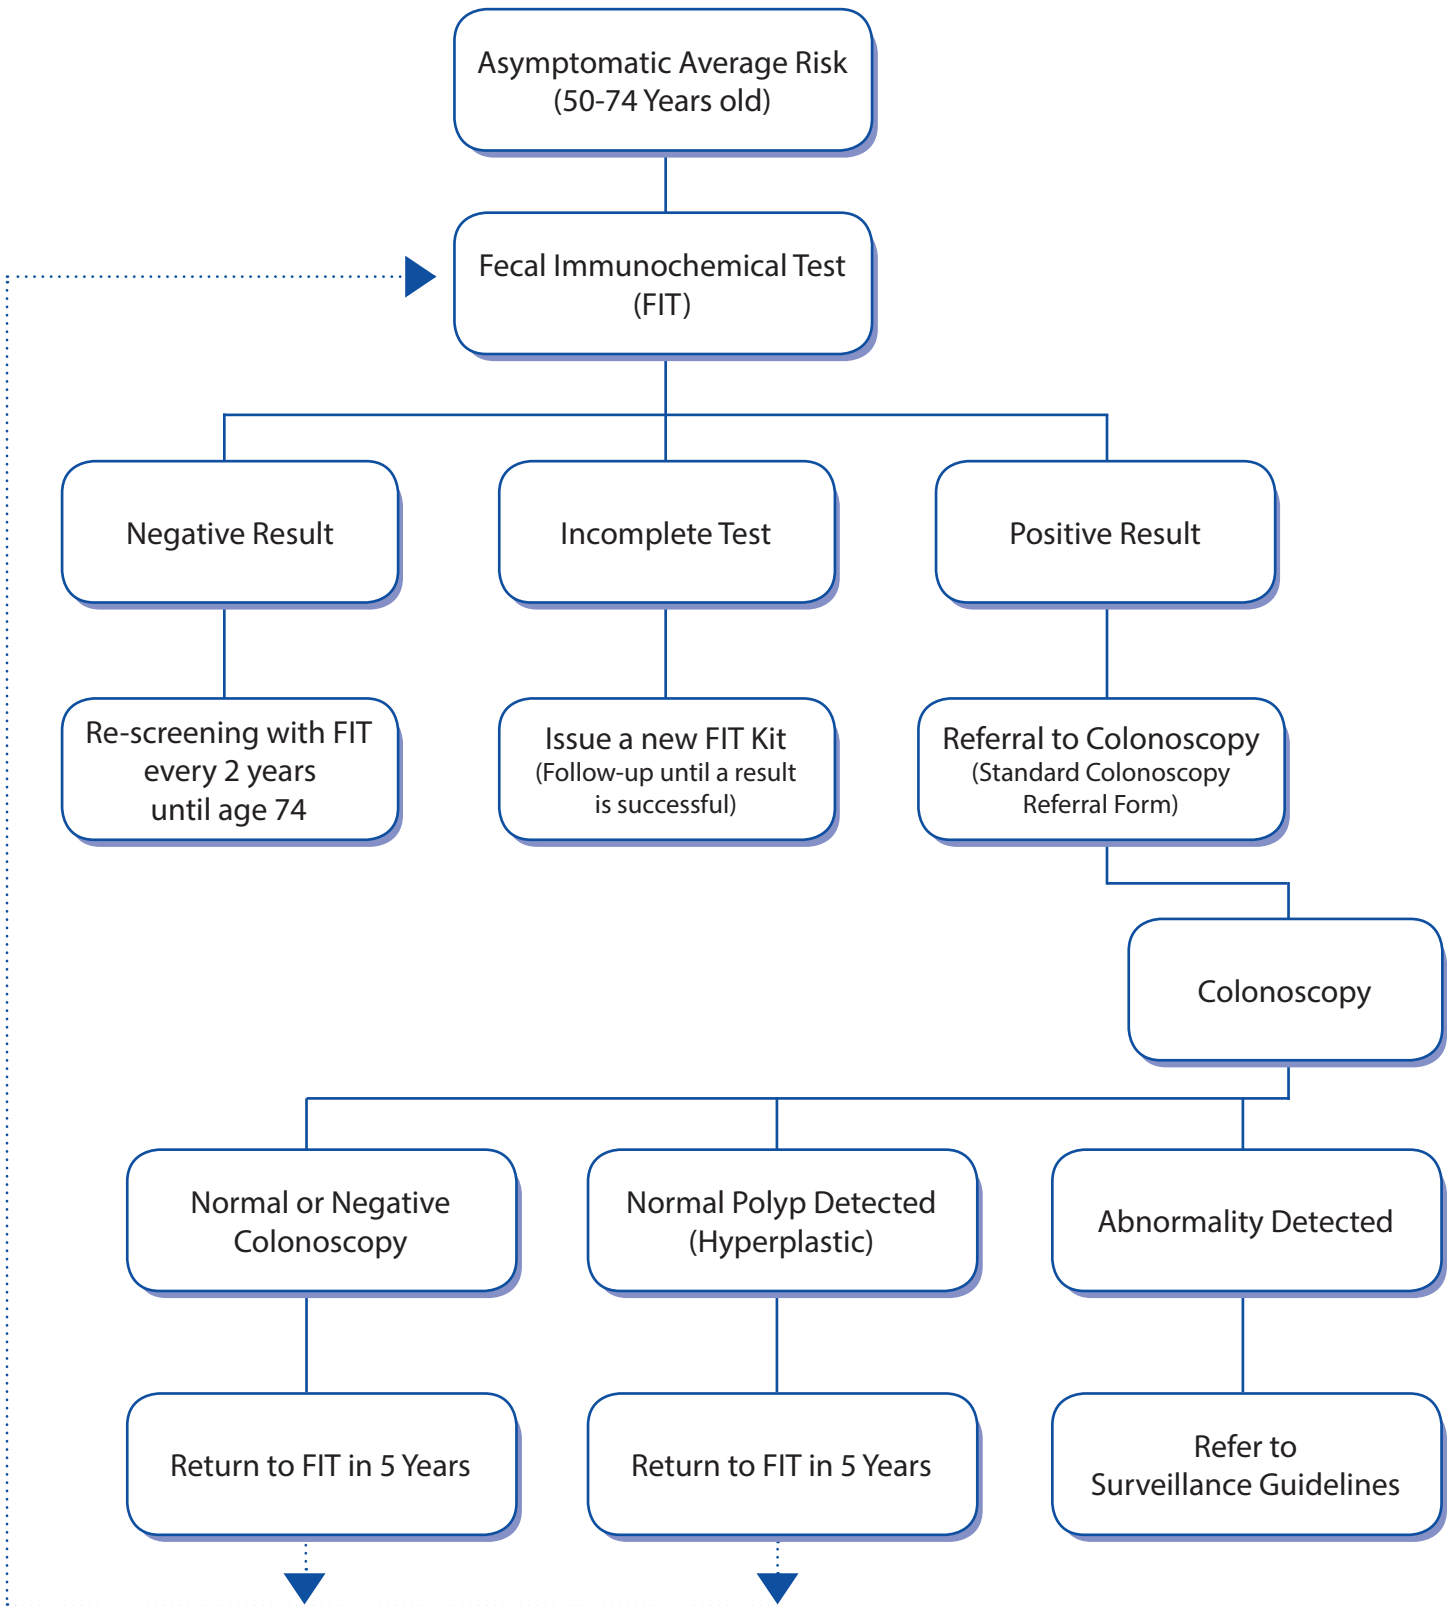 Asymptomatic Average Risk
(50-74 Years old)
Fecal Immunochemical Test
(FIT)
Negative Result
Incomplete Test
Positive Result
Re-screening with FIT
every 2 years
until age 74
Issue a new FIT Kit
(Follow-up until a result
is successful)
Referral to Colonoscopy
(Standard Colonoscopy
Referral Form)
Colonoscopy
Normal or Negative
Colonoscopy
Normal Polyp Detected
(Hyperplastic)
Abnormality Detected
Return to FIT in 5 Years
Return to FIT in 5 Years
Refer to
Surveillance Guidelines